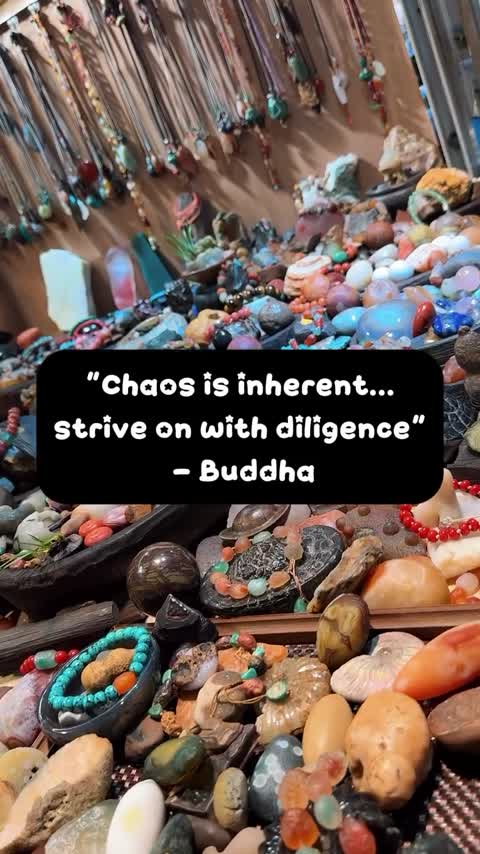 "Chaos is inherent...
strive on with diligence"
- Buddha